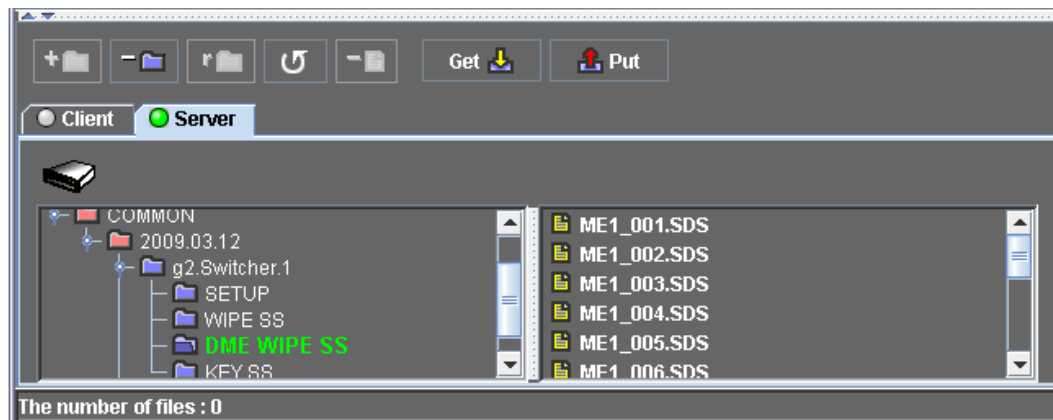 + - r - Get Put
Client Server
COMMON
2009.03.12
g2.Switcher.1
SETUP
WIPE SS
DME WIPE SS
KEY SS
ME1_001.SDS
ME1_002.SDS
ME1_003.SDS
ME1_004.SDS
ME1_005.SDS
ME1_006.SDS
The number of files : 0